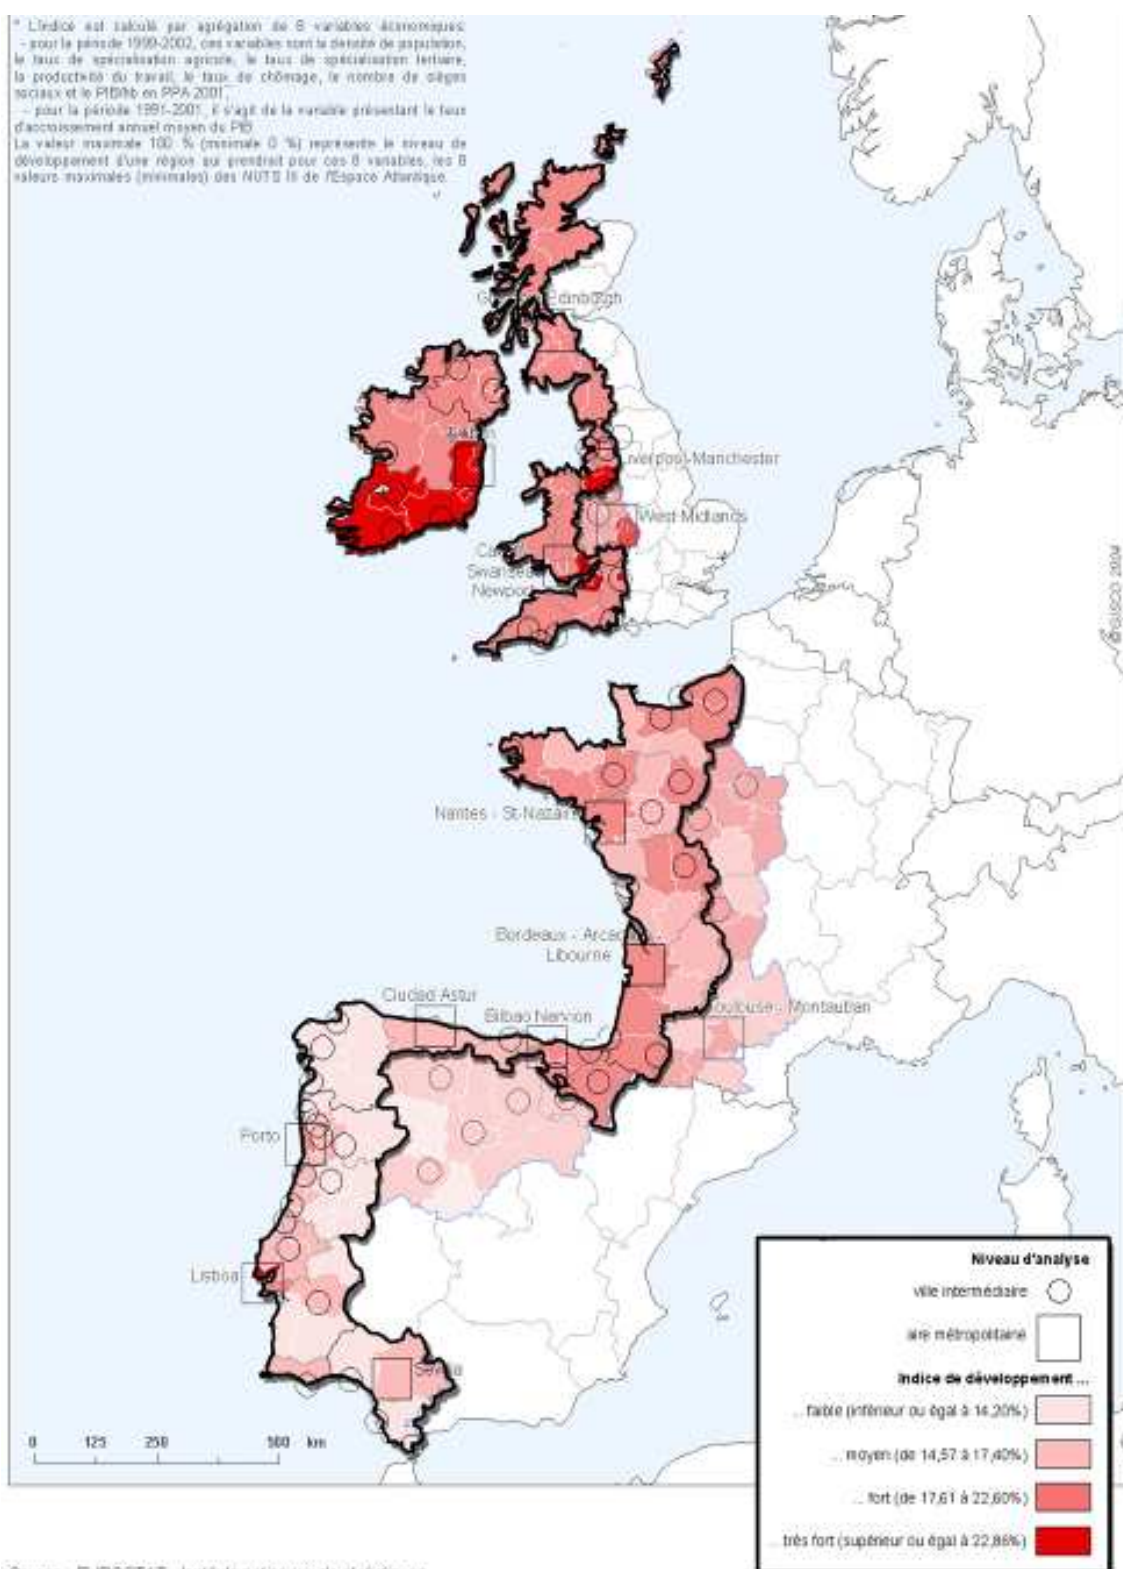 * L'indice est calculé par agrégation de 8 variables économiques:
- pour la période 1999-2002, ces variables sont la densité de population,
le taux de spécialisation agricole, le taux de spécialisation tertiaire,
la productivité du travail, le taux de chômage, le nombre de sièges
sociaux et le PIB/hb en PPA 2001,
- pour la période 1991-2001, il s'agit de la variable présentant le taux
d'accroissement annuel moyen du PIB
La valeur maximale 100 % (minimale 0 %) représente le niveau de
développement d'une région qui prendrait pour ces 8 variables, les 8
valeurs maximales (minimales) des NUTS III de l'Espace Atlantique.
Edinburgh
Liverpool-Manchester
West Midlands
Swansea
Newport
©GISCO 2004
Nantes - St-Nazaire
Bordeaux -
Libourne
Ciudad Astur
Bilbao Nervion
Toulouse - Montauban
Porto
Lisboa
Sevilla
0 125 250 500 km
Niveau d'analyse
ville intermédiaire
aire métropolitaine
Indice de développement ...
... faible (inférieur ou égal à 14,20%)
... moyen (de 14,57 à 17,40%)
... fort (de 17,61 à 22,60%)
très fort (supérieur ou égal à 22,86%)